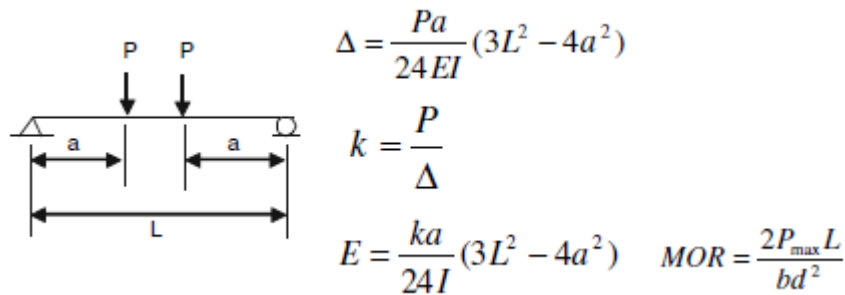 P P
a a
L
Δ = Pa/24EI (3L² − 4a²)
k = P/Δ
E = ka/24I (3L² − 4a²) MOR = 2P_max L/bd²